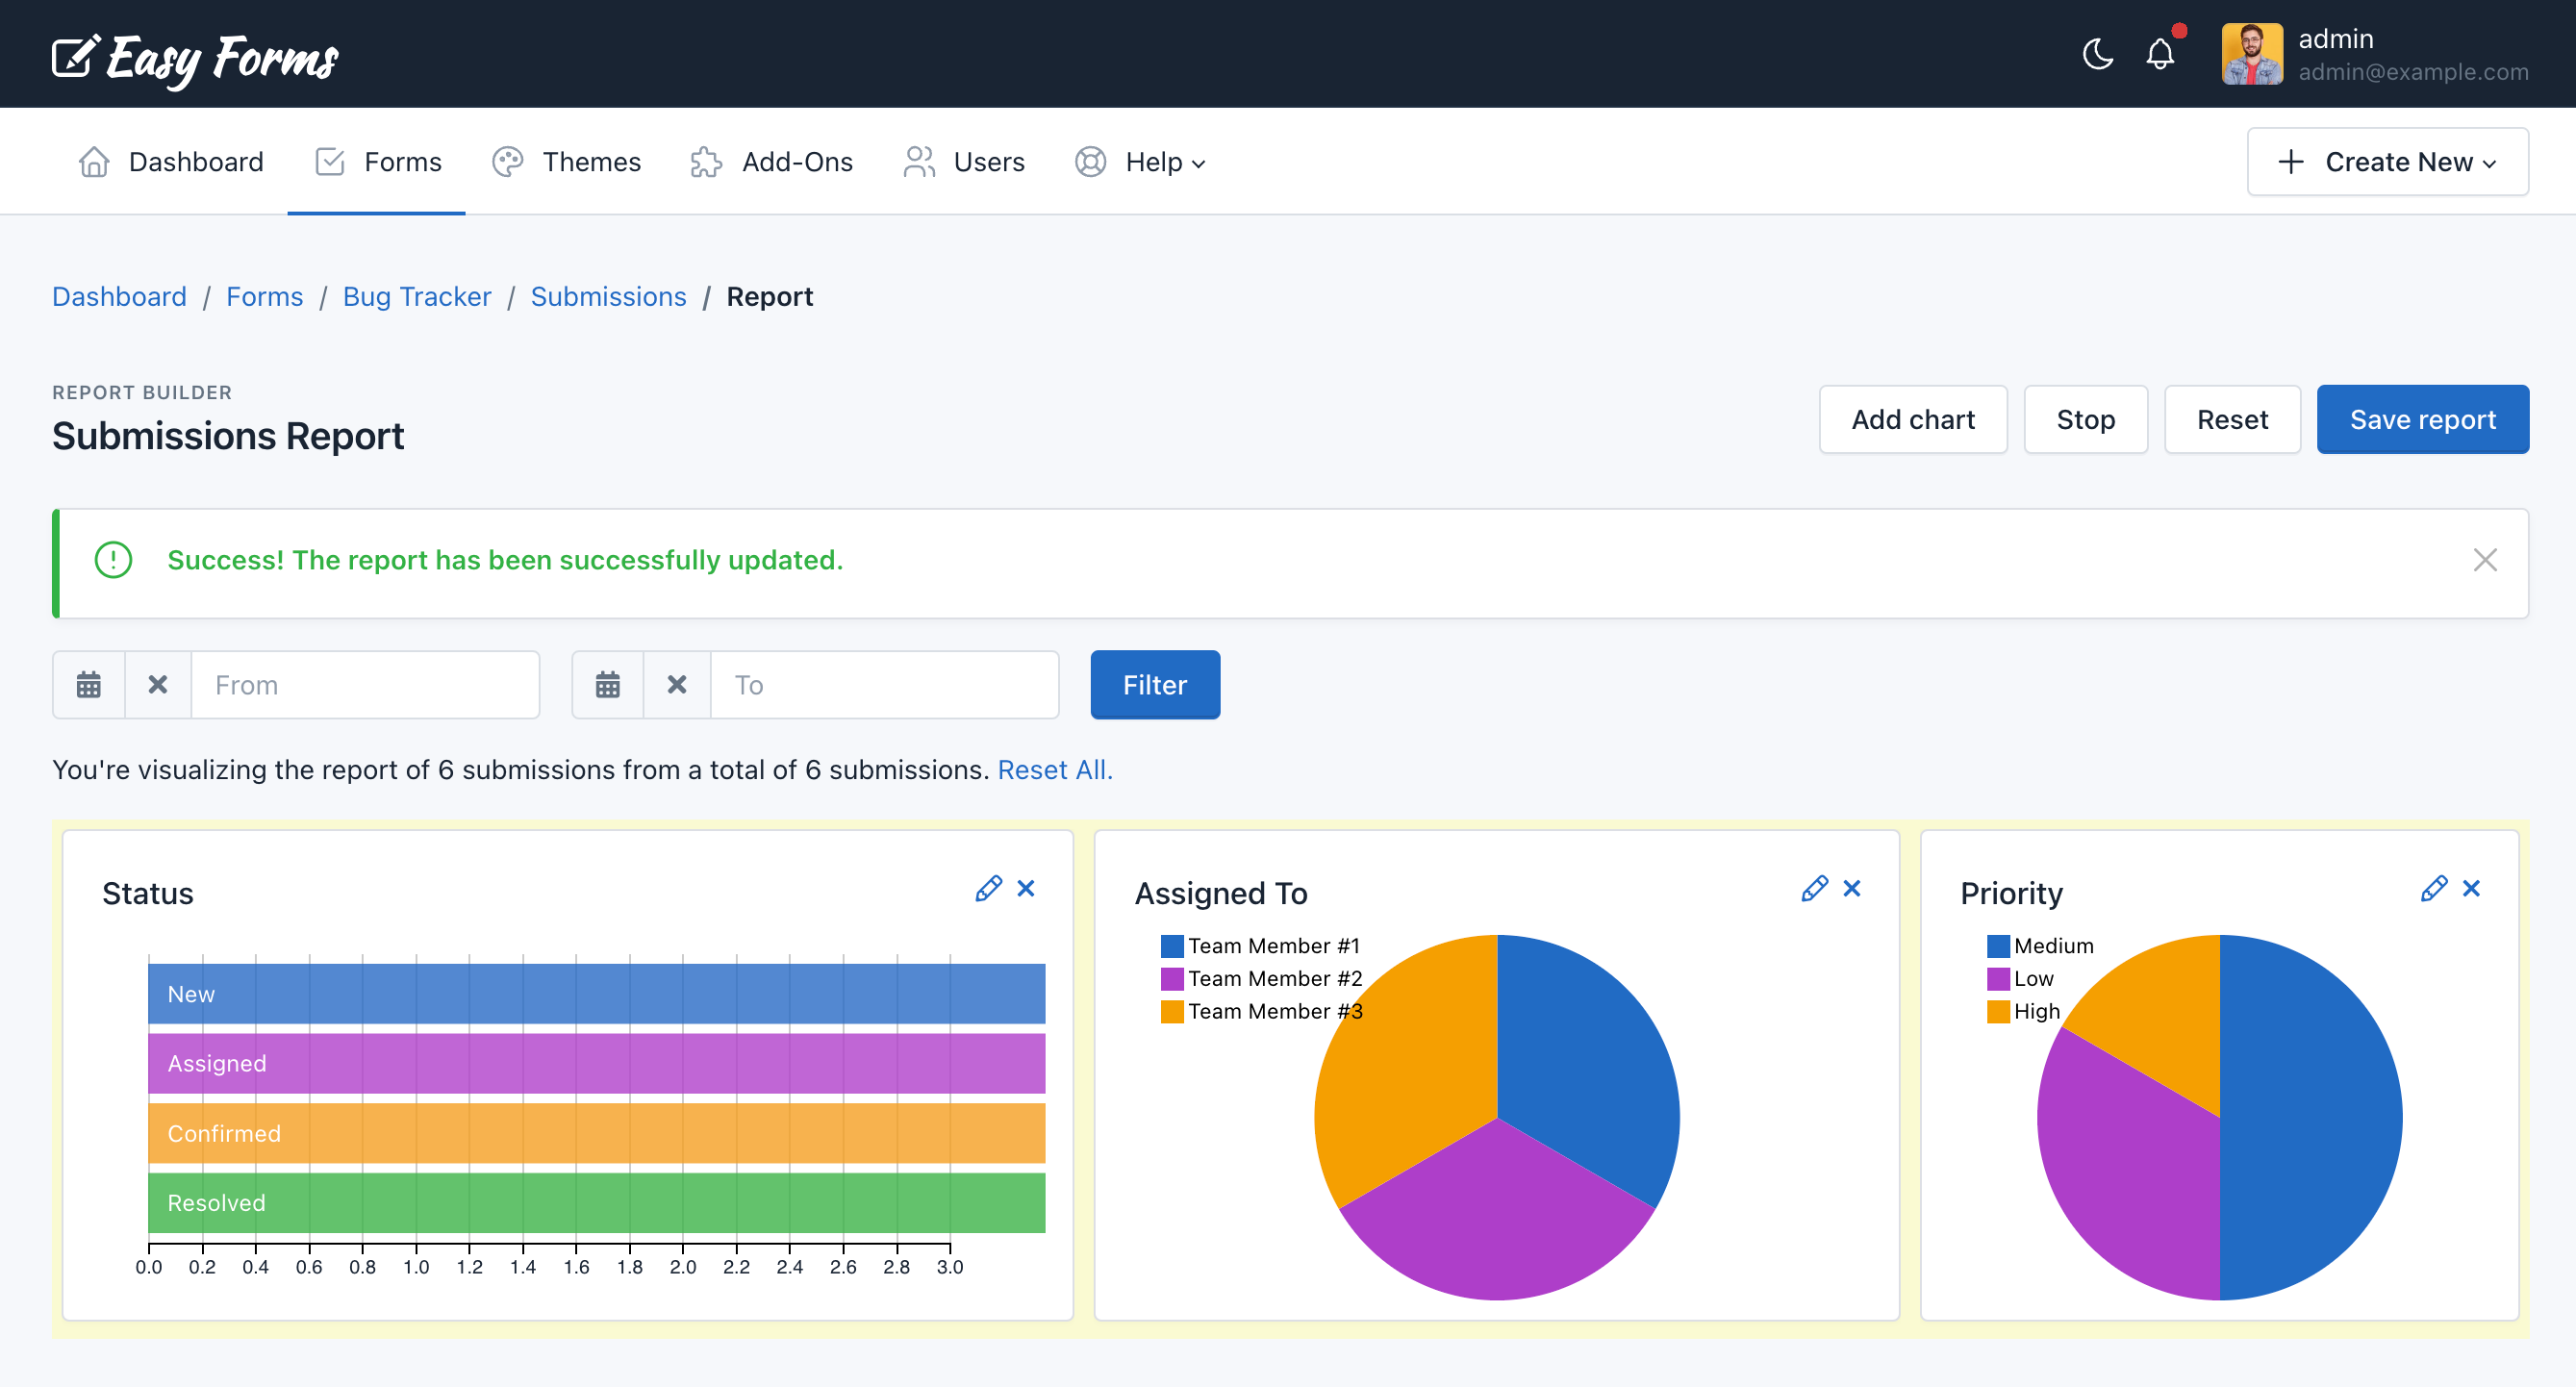 Easy Forms
admin
admin@example.com
Dashboard Forms Themes Add-Ons Users Help Create New
Dashboard / Forms / Bug Tracker / Submissions / Report
REPORT BUILDER
Submissions Report
Add chart Stop Reset Save report
Success! The report has been successfully updated.
From To Filter
You're visualizing the report of 6 submissions from a total of 6 submissions. Reset All.
Status
New
Assigned
Confirmed
Resolved
0.0 0.2 0.4 0.6 0.8 1.0 1.2 1.4 1.6 1.8 2.0 2.2 2.4 2.6 2.8 3.0
Assigned To
Team Member #1
Team Member #2
Team Member #3
Priority
Medium
Low
High